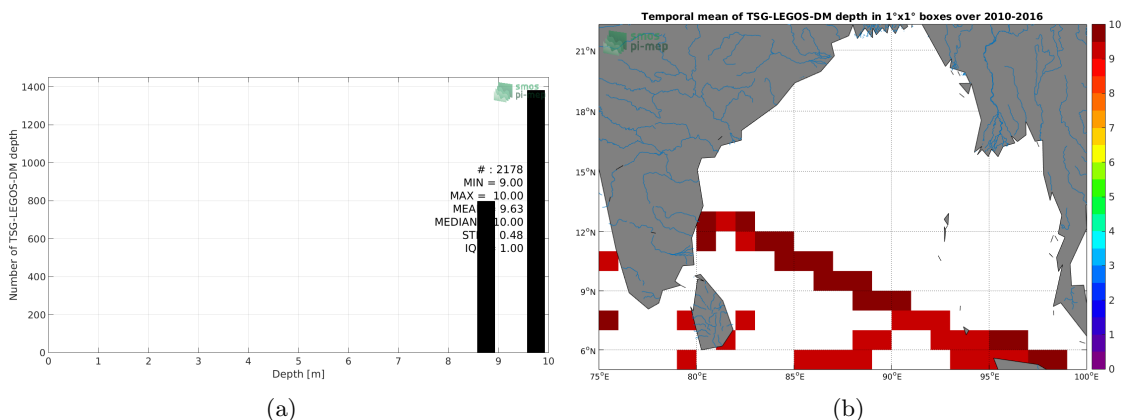 Temporal mean of TSG-LEGOS-DM depth in 1°x1° boxes over 2010-2016
smos
pi-map
Number of TSG-LEGOS-DM depth
1400
1200
1000
800
600
400
200
0
# : 2178
MIN = 9.00
MAX = 10.00
MEA 9.63
MEDIAN 10.00
ST 0.48
IQ 1.00
0 1 2 3 4 5 6 7 8 9 10
Depth [m]
(a)
smos
pi-map
21°N
18°N
15°N
12°N
9°N
6°N
75°E 80°E 85°E 90°E 95°E 100°E
10
9
8
7
6
5
4
3
2
1
0
(b)